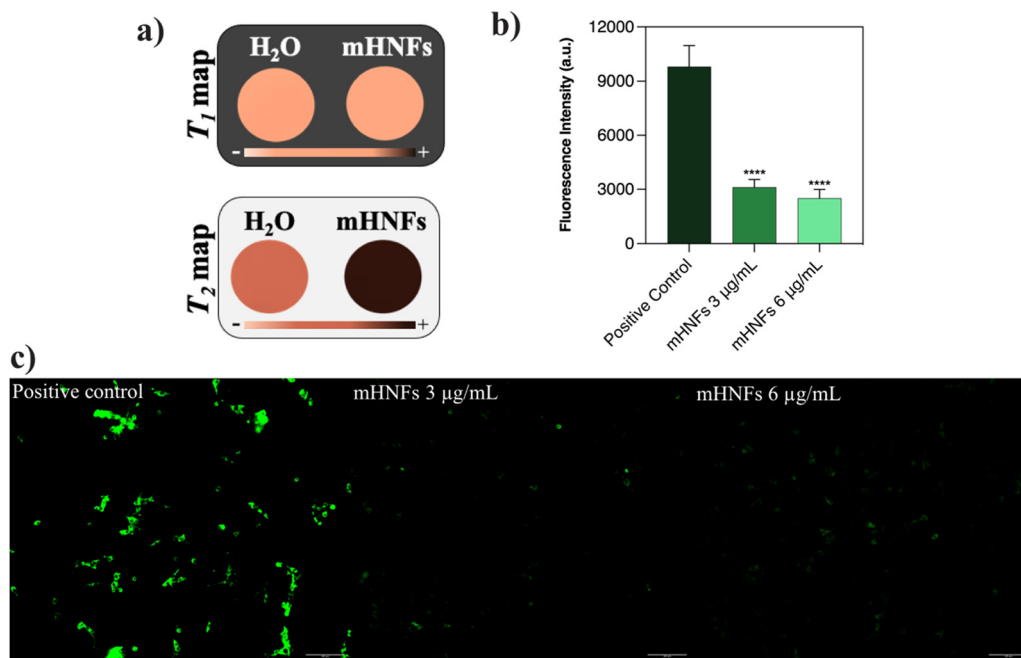 a)
H₂O mHNFs
T₁ map
- +
H₂O mHNFs
T₂ map
- +
b)
Fluorescence Intensity (a.u.)
12000
9000
6000
3000
0
****
****
Positive Control
mHNFs 3 µg/mL
mHNFs 6 µg/mL
c)
Positive control
mHNFs 3 µg/mL
mHNFs 6 µg/mL